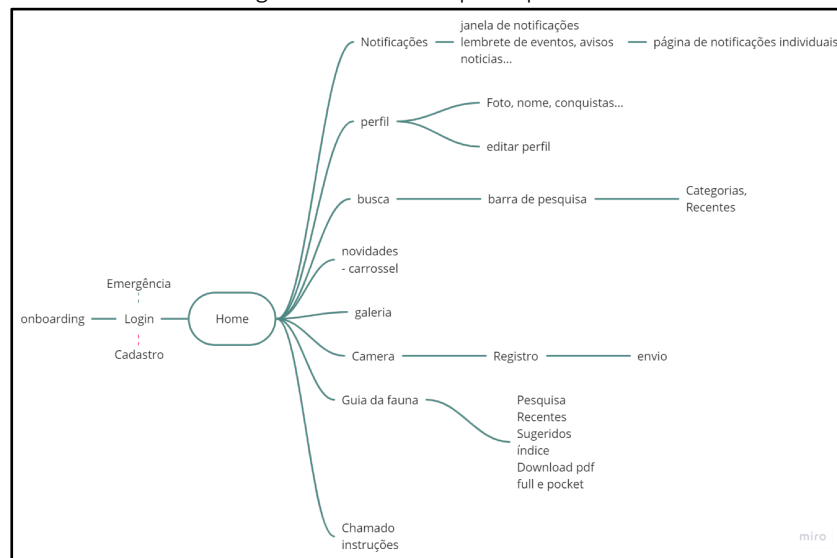 Notificações
janela de notificações
lembrete de eventos, avisos
noticias...
página de notificações individuais
perfil
Foto, nome, conquistas...
editar perfil
busca
barra de pesquisa
Categorias,
Recentes
novidades
- carrossel
Emergência
onboarding
Login
Home
galeria
Cadastro
Camera
Registro
envio
Guia da fauna
Pesquisa
Recentes
Sugeridos
índice
Download pdf
full e pocket
Chamado
instruções
miro